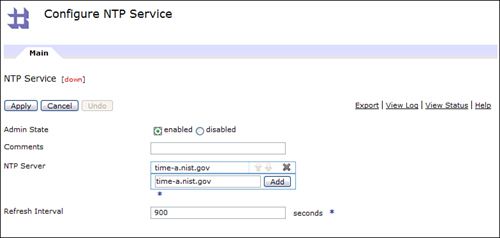 Configure NTP Service
Main
NTP Service [down]
Apply Cancel Undo
Export | View Log | View Status | Help
Admin State enabled disabled
Comments
NTP Server time-a.nist.gov
time-a.nist.gov Add
*
Refresh Interval 900 seconds *